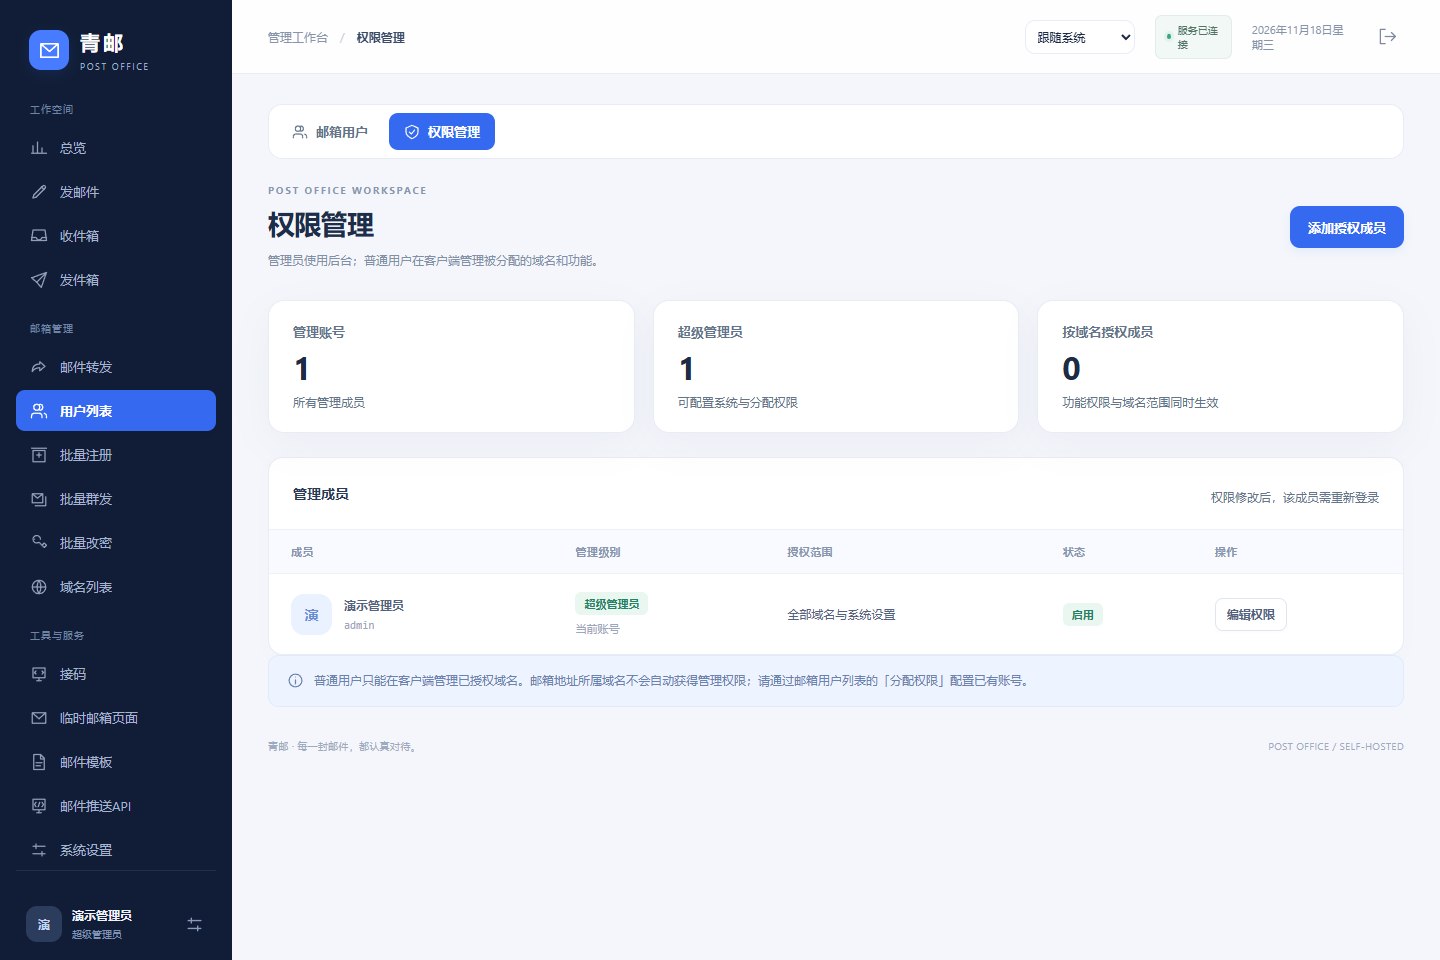 青邮
POST OFFICE
工作空间
总览
发邮件
收件箱
发件箱
邮箱管理
邮件转发
用户列表
批量注册
批量群发
批量改密
域名列表
工具与服务
接码
临时邮箱页面
邮件模板
邮件推送API
系统设置
演
演示管理员
超级管理员
管理工作台 / 权限管理
跟随系统
服务已连
接
2026年11月18日星
期三
邮箱用户
权限管理
POST OFFICE WORKSPACE
权限管理
管理员使用后台；普通用户在客户端管理被分配的域名和功能。
添加授权成员
管理账号
1
所有管理成员
超级管理员
1
可配置系统与分配权限
按域名授权成员
0
功能权限与域名范围同时生效
管理成员
权限修改后，该成员需重新登录
成员 管理级别 授权范围 状态 操作
演
演示管理员
admin
超级管理员
当前账号
全部域名与系统设置
启用
编辑权限
普通用户只能在客户端管理已授权域名。邮箱地址所属域名不会自动获得管理权限；请通过邮箱用户列表的「分配权限」配置已有账号。
青邮 · 每一封邮件，都认真对待。
POST OFFICE / SELF-HOSTED